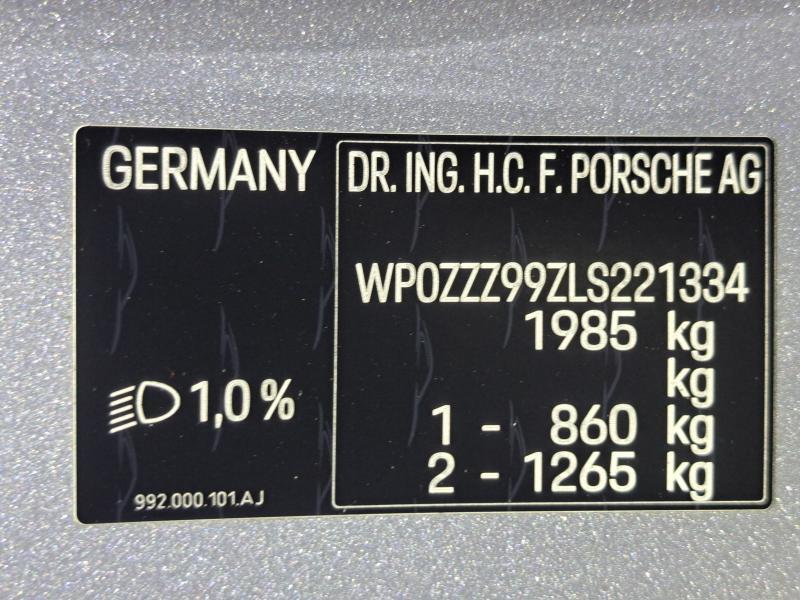 GERMANY
DR. ING. H.C. F. PORSCHE AG
WP0ZZZ99ZLS221334
1985 kg
kg
1 - 860 kg
2 - 1265 kg
1,0 %
992.000.101.AJ